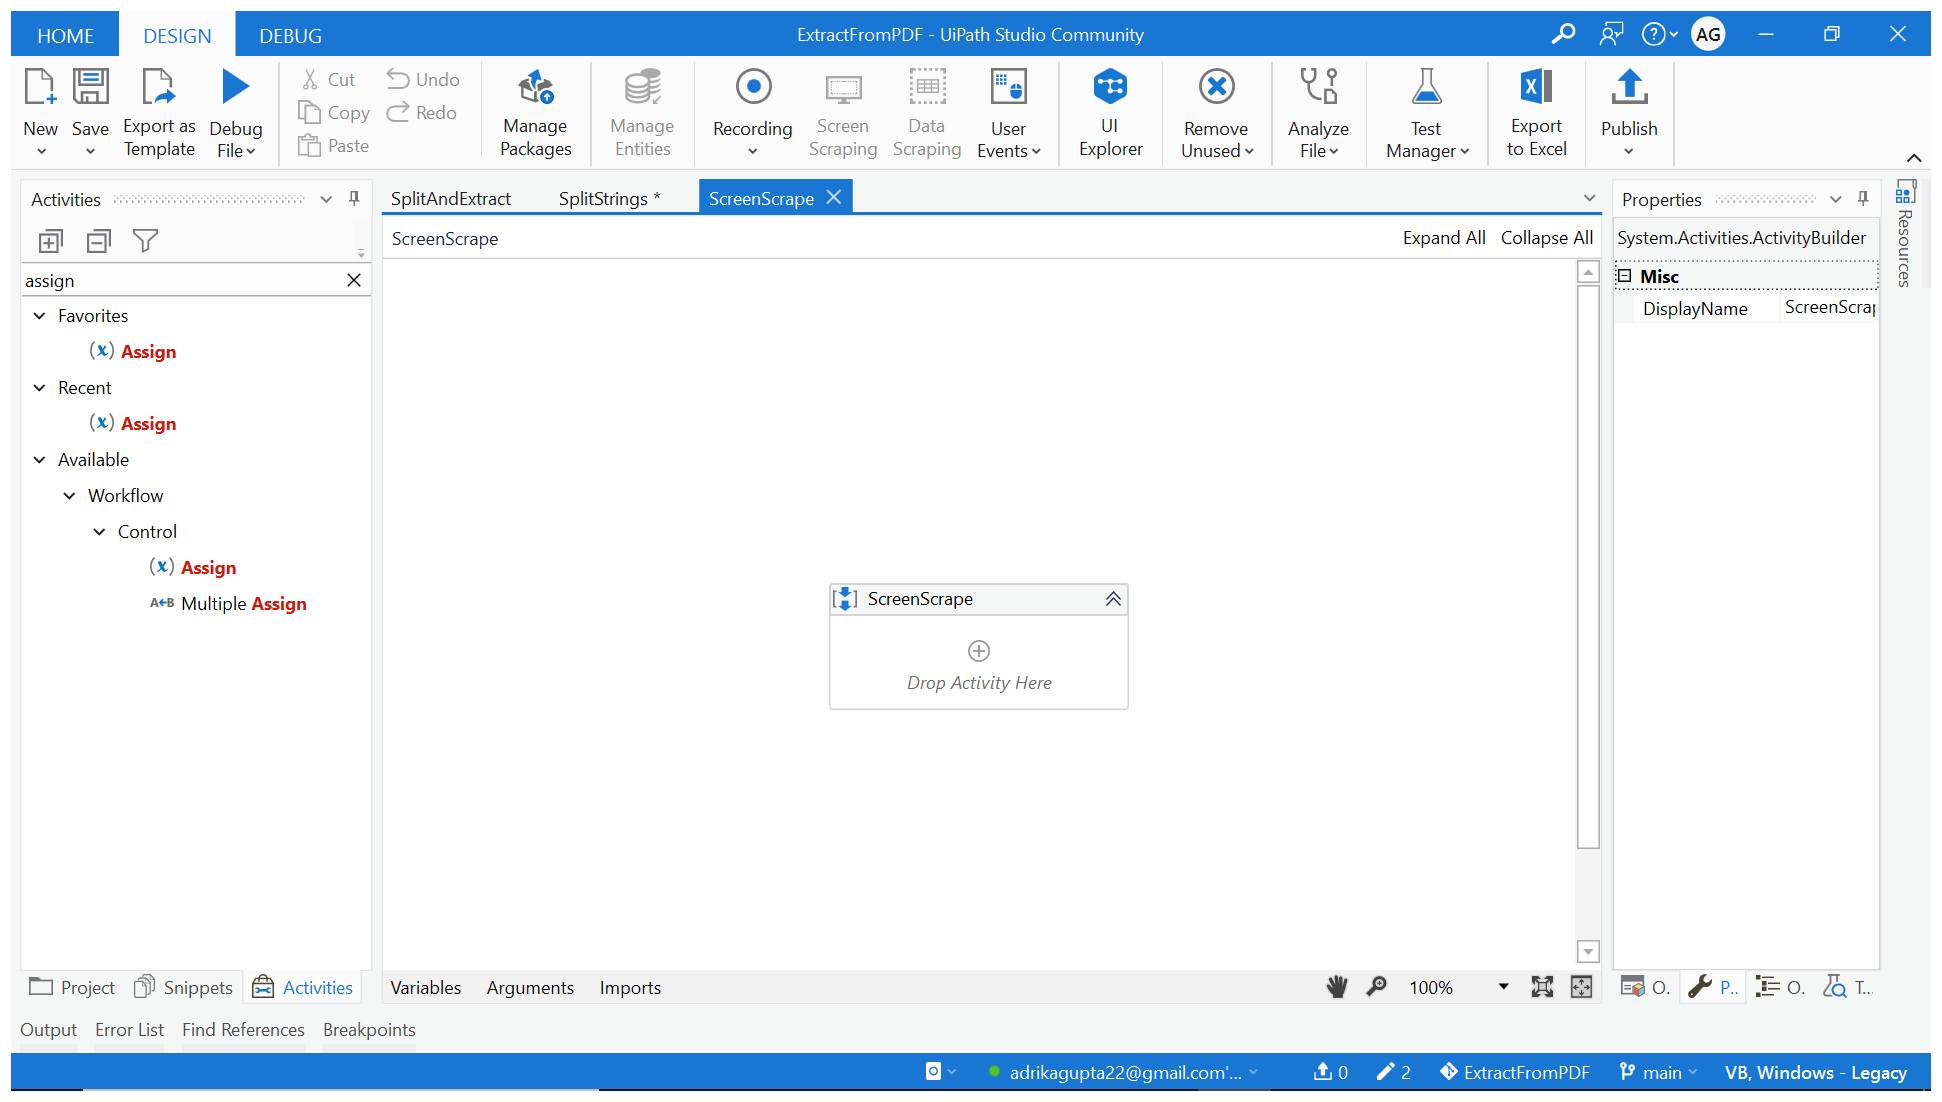 HOME DESIGN DEBUG ExtractFromPDF - UiPath Studio Community AG
New Save Export as Template Debug File Cut Copy Paste Undo Redo Manage Packages Manage Entities Recording Screen Scraping Data Scraping User Events UI Explorer Remove Unused Analyze File Test Manager Export to Excel Publish
Activities
assign
Favorites
(x) Assign
Recent
(x) Assign
Available
Workflow
Control
(x) Assign
A B Multiple Assign
Project Snippets Activities
SplitAndExtract SplitStrings * ScreenScrape
ScreenScrape Expand All Collapse All
ScreenScrape
Drop Activity Here
Variables Arguments Imports 100%
Properties
System.Activities.ActivityBuilder
Misc
DisplayName ScreenScrap
Resources
O. P.. O. T...
Output Error List Find References Breakpoints
adrikagupta22@gmail.com'... 0 2 ExtractFromPDF main VB, Windows - Legacy